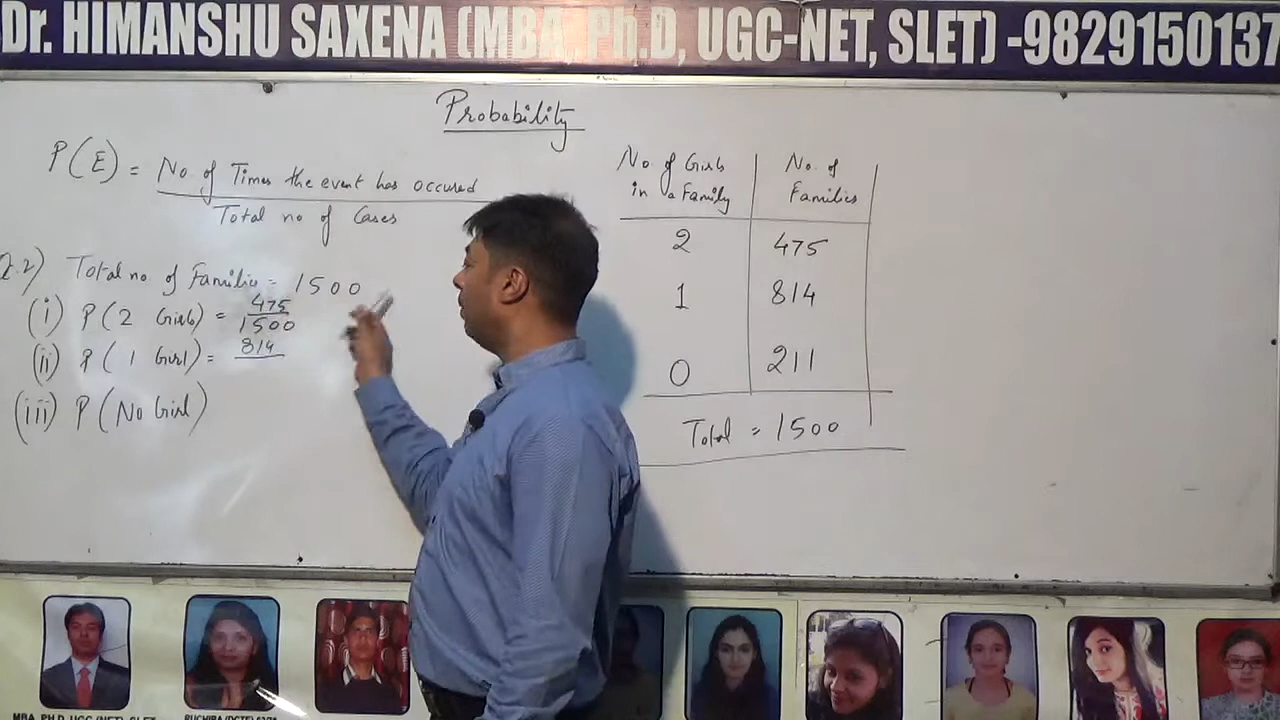 Dr. HIMANSHU SAXENA (MBA, Ph.D, UGC-NET, SLET) -9829150137
Probability
P(E) = No. of Times the event has occured
Total no of Cases
Q.2) Total no. of Families = 1500
(i) P(2 Girls) = 475
1500
(ii) P(1 Girl) = 814
(iii) P(No Girl)
No of Girls in a Family
No. of Families
2 475
1 814
0 211
Total = 1500